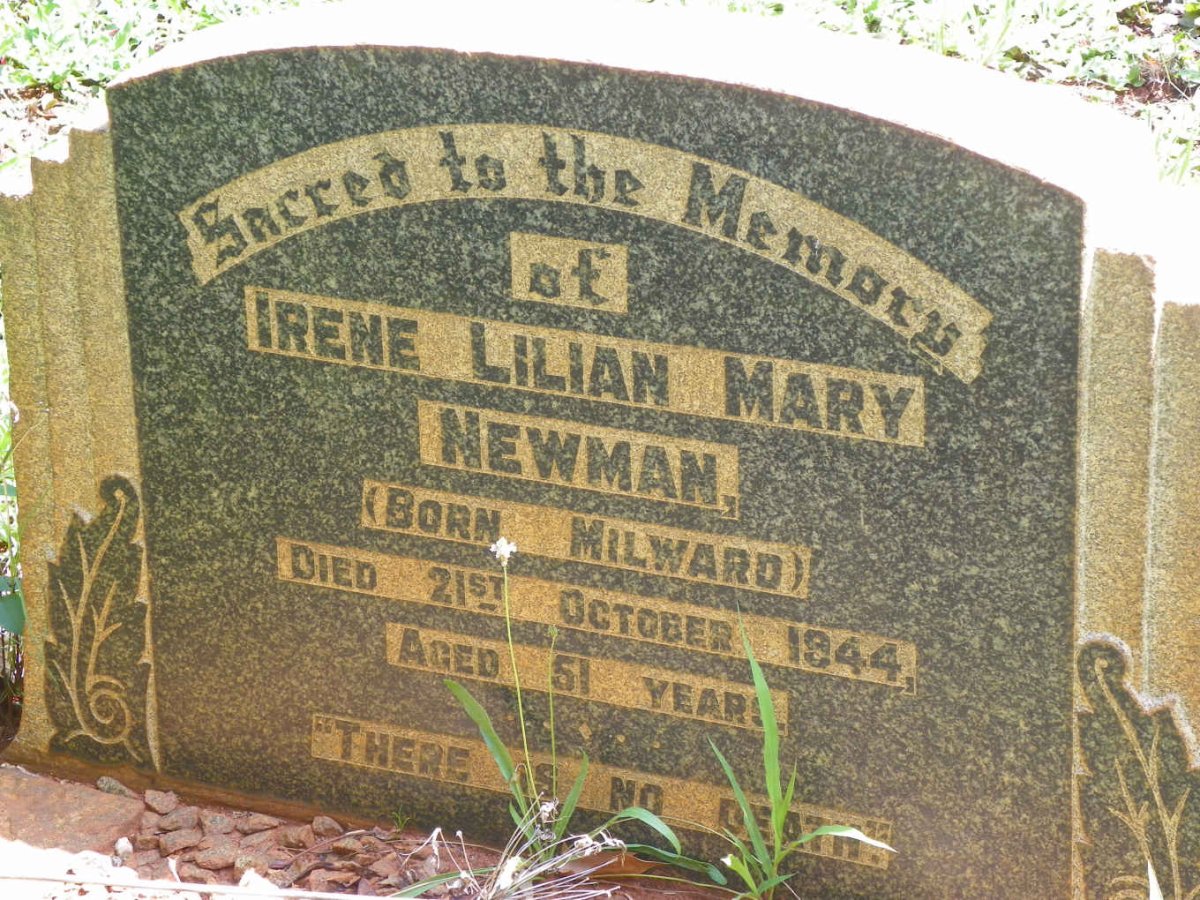 Sacred to the Memory
of
IRENE LILIAN MARY
NEWMAN,
(BORN MILWARD)
DIED 21ST OCTOBER 1944,
AGED 51 YEARS
"THERE IS NO DEATH."